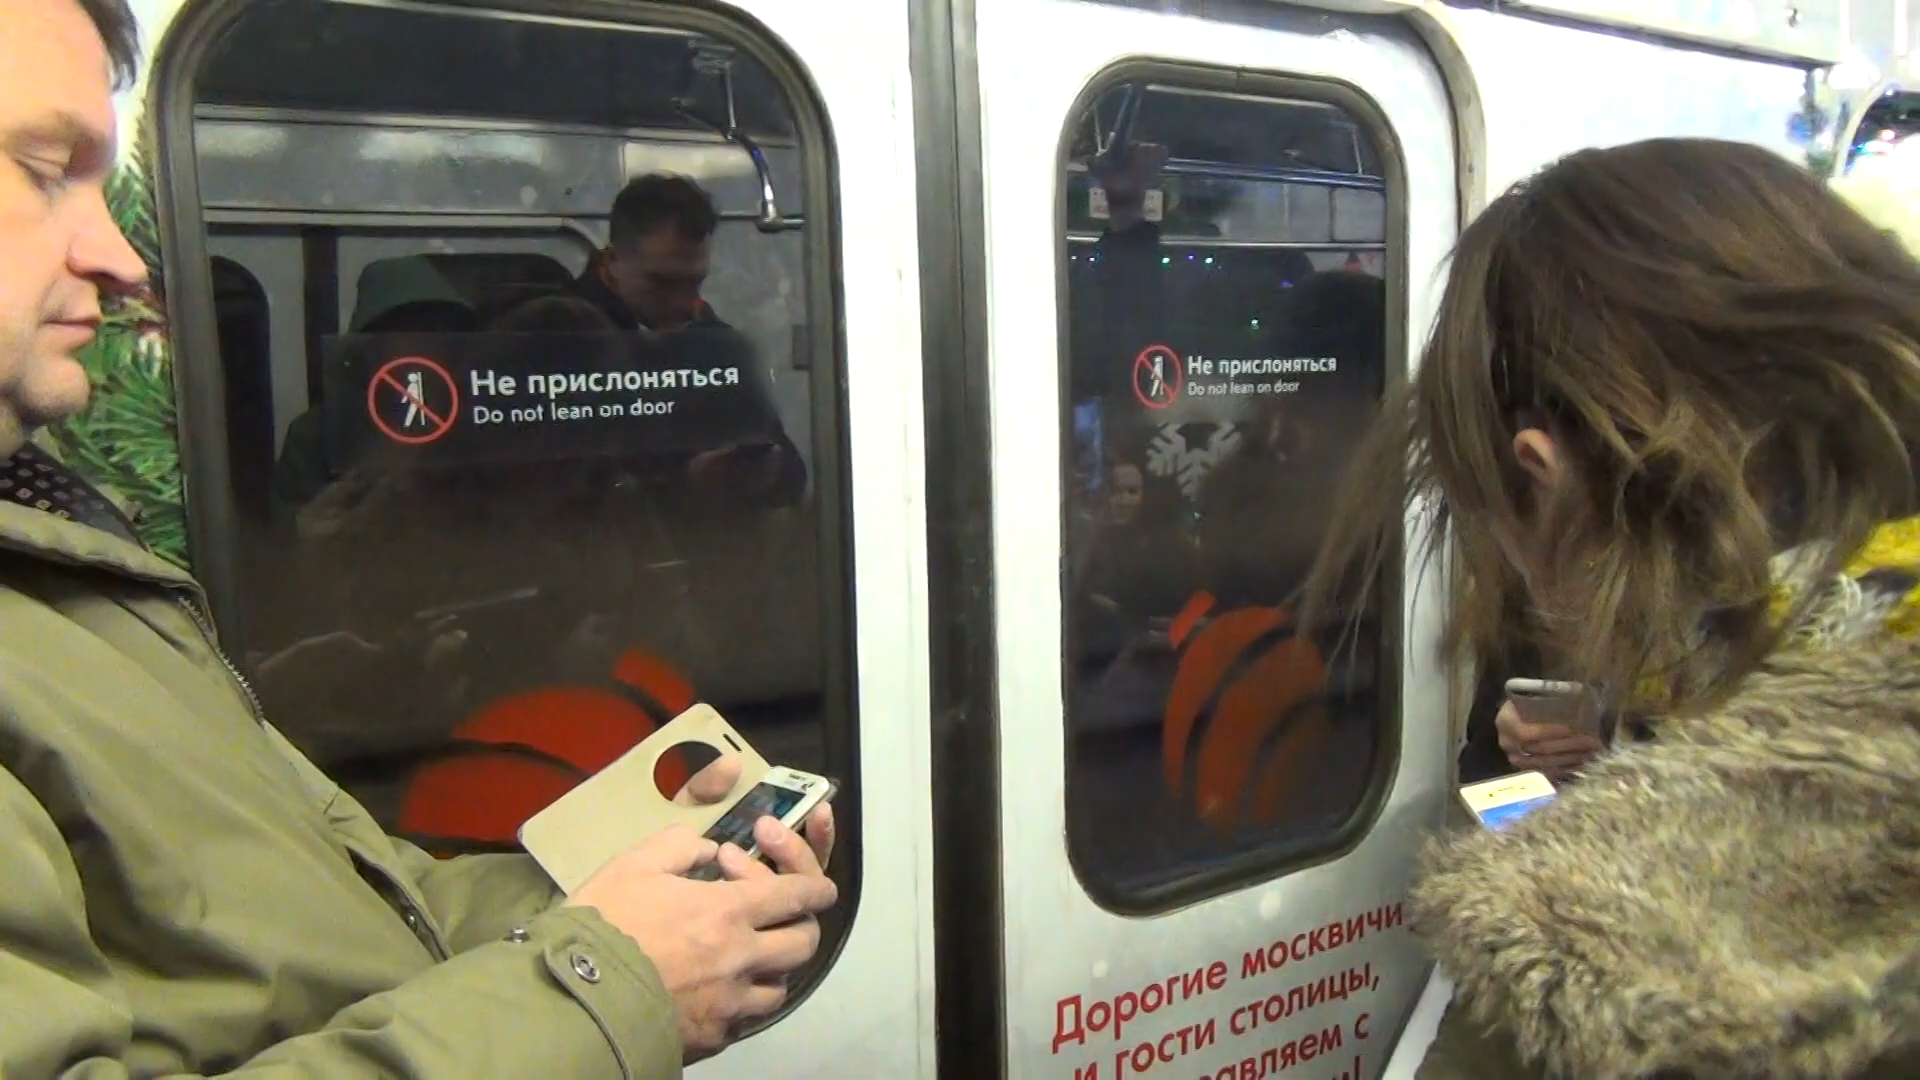 Не прислоняться
Do not lean on door
Не прислоняться
Do not lean on door
Дорогие москвичи
и гости столицы,
с